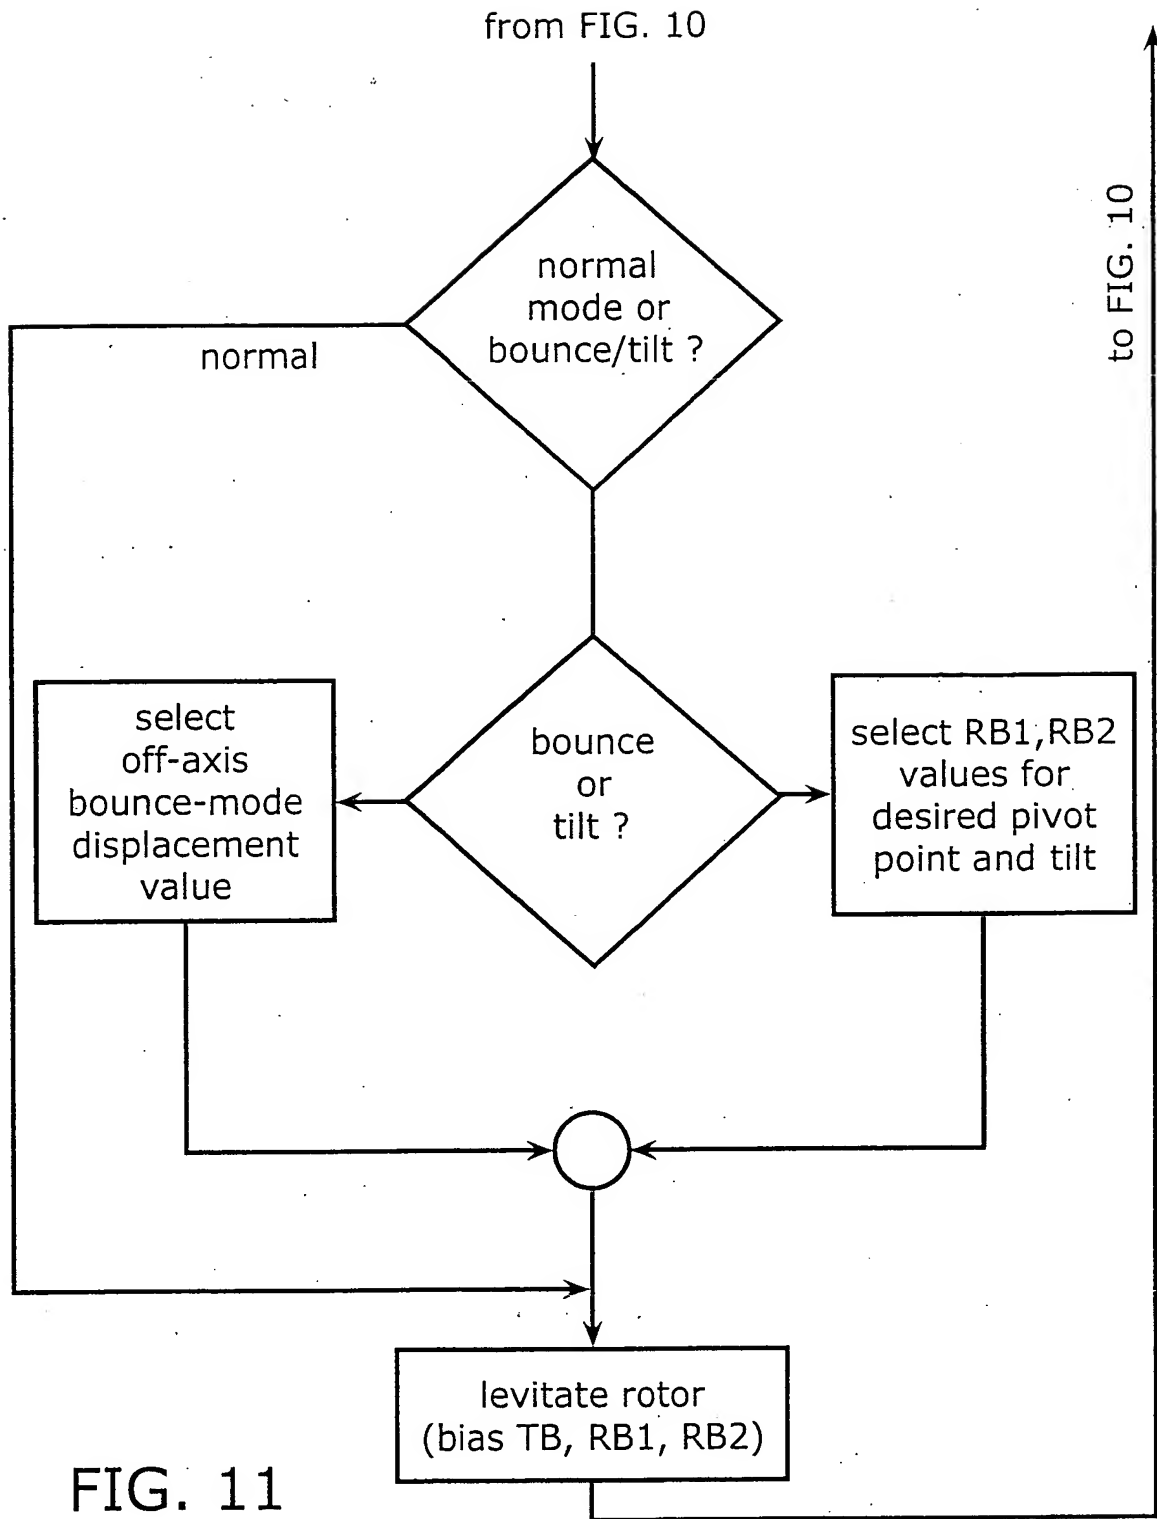 from FIG. 10
to FIG. 10
normal
mode or
bounce/tilt ?
normal
bounce
or
tilt ?
select
off-axis
bounce-mode
displacement
value
select RB1,RB2
values for
desired pivot
point and tilt
levitate rotor
(bias TB, RB1, RB2)
FIG. 11